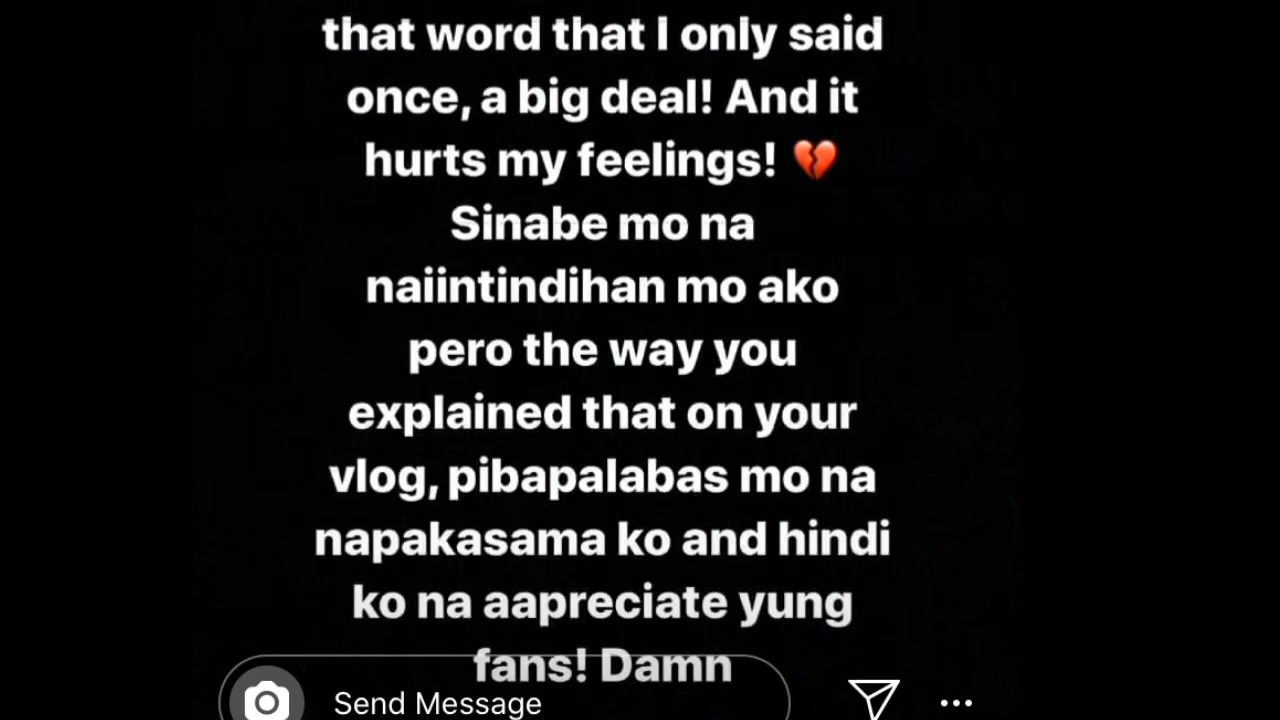 that word that I only said
once, a big deal! And it
hurts my feelings! 💔
Sinabe mo na
naiintindihan mo ako
pero the way you
explained that on your
vlog, pibapalabas mo na
napakasama ko and hindi
ko na aapreciate yung
fans! Damn
Send Message